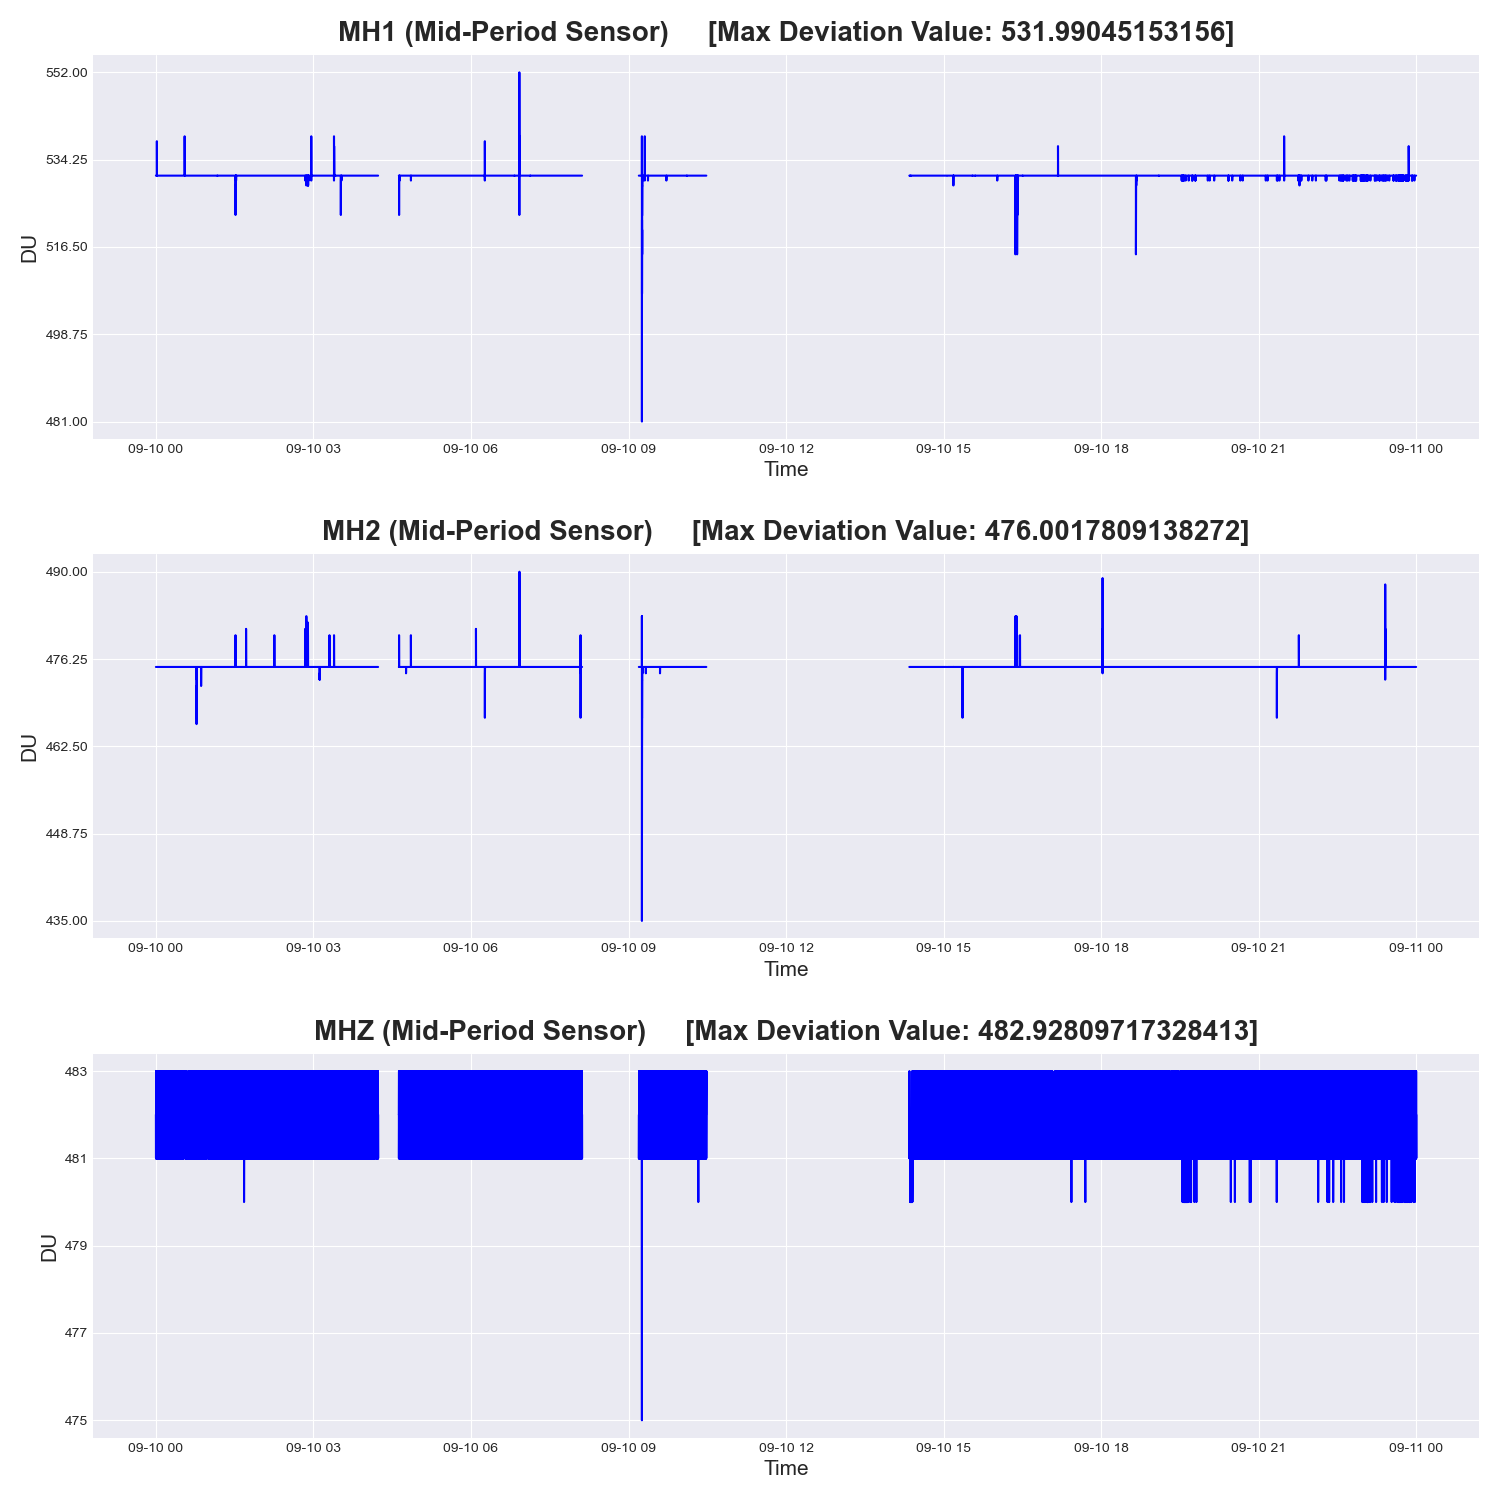 MH1 (Mid-Period Sensor) [Max Deviation Value: 531.99045153156]
552.00
534.25
516.50
498.75
481.00
DU
09-10 00 09-10 03 09-10 06 09-10 09 09-10 12 09-10 15 09-10 18 09-10 21 09-11 00
Time
MH2 (Mid-Period Sensor) [Max Deviation Value: 476.0017809138272]
490.00
476.25
462.50
448.75
435.00
DU
09-10 00 09-10 03 09-10 06 09-10 09 09-10 12 09-10 15 09-10 18 09-10 21 09-11 00
Time
MHZ (Mid-Period Sensor) [Max Deviation Value: 482.92809717328413]
483
481
479
477
475
DU
09-10 00 09-10 03 09-10 06 09-10 09 09-10 12 09-10 15 09-10 18 09-10 21 09-11 00
Time